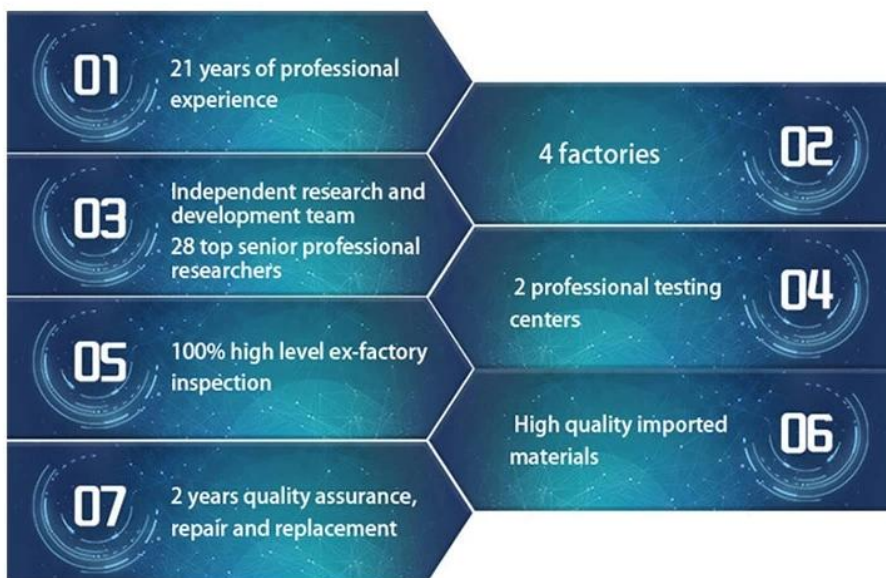 01
21 years of professional
experience
02
4 factories
03
Independent research and
development team
28 top senior professional
researchers
04
2 professional testing
centers
05
100% high level ex-factory
inspection
06
High quality imported
materials
07
2 years quality assurance,
repair and replacement